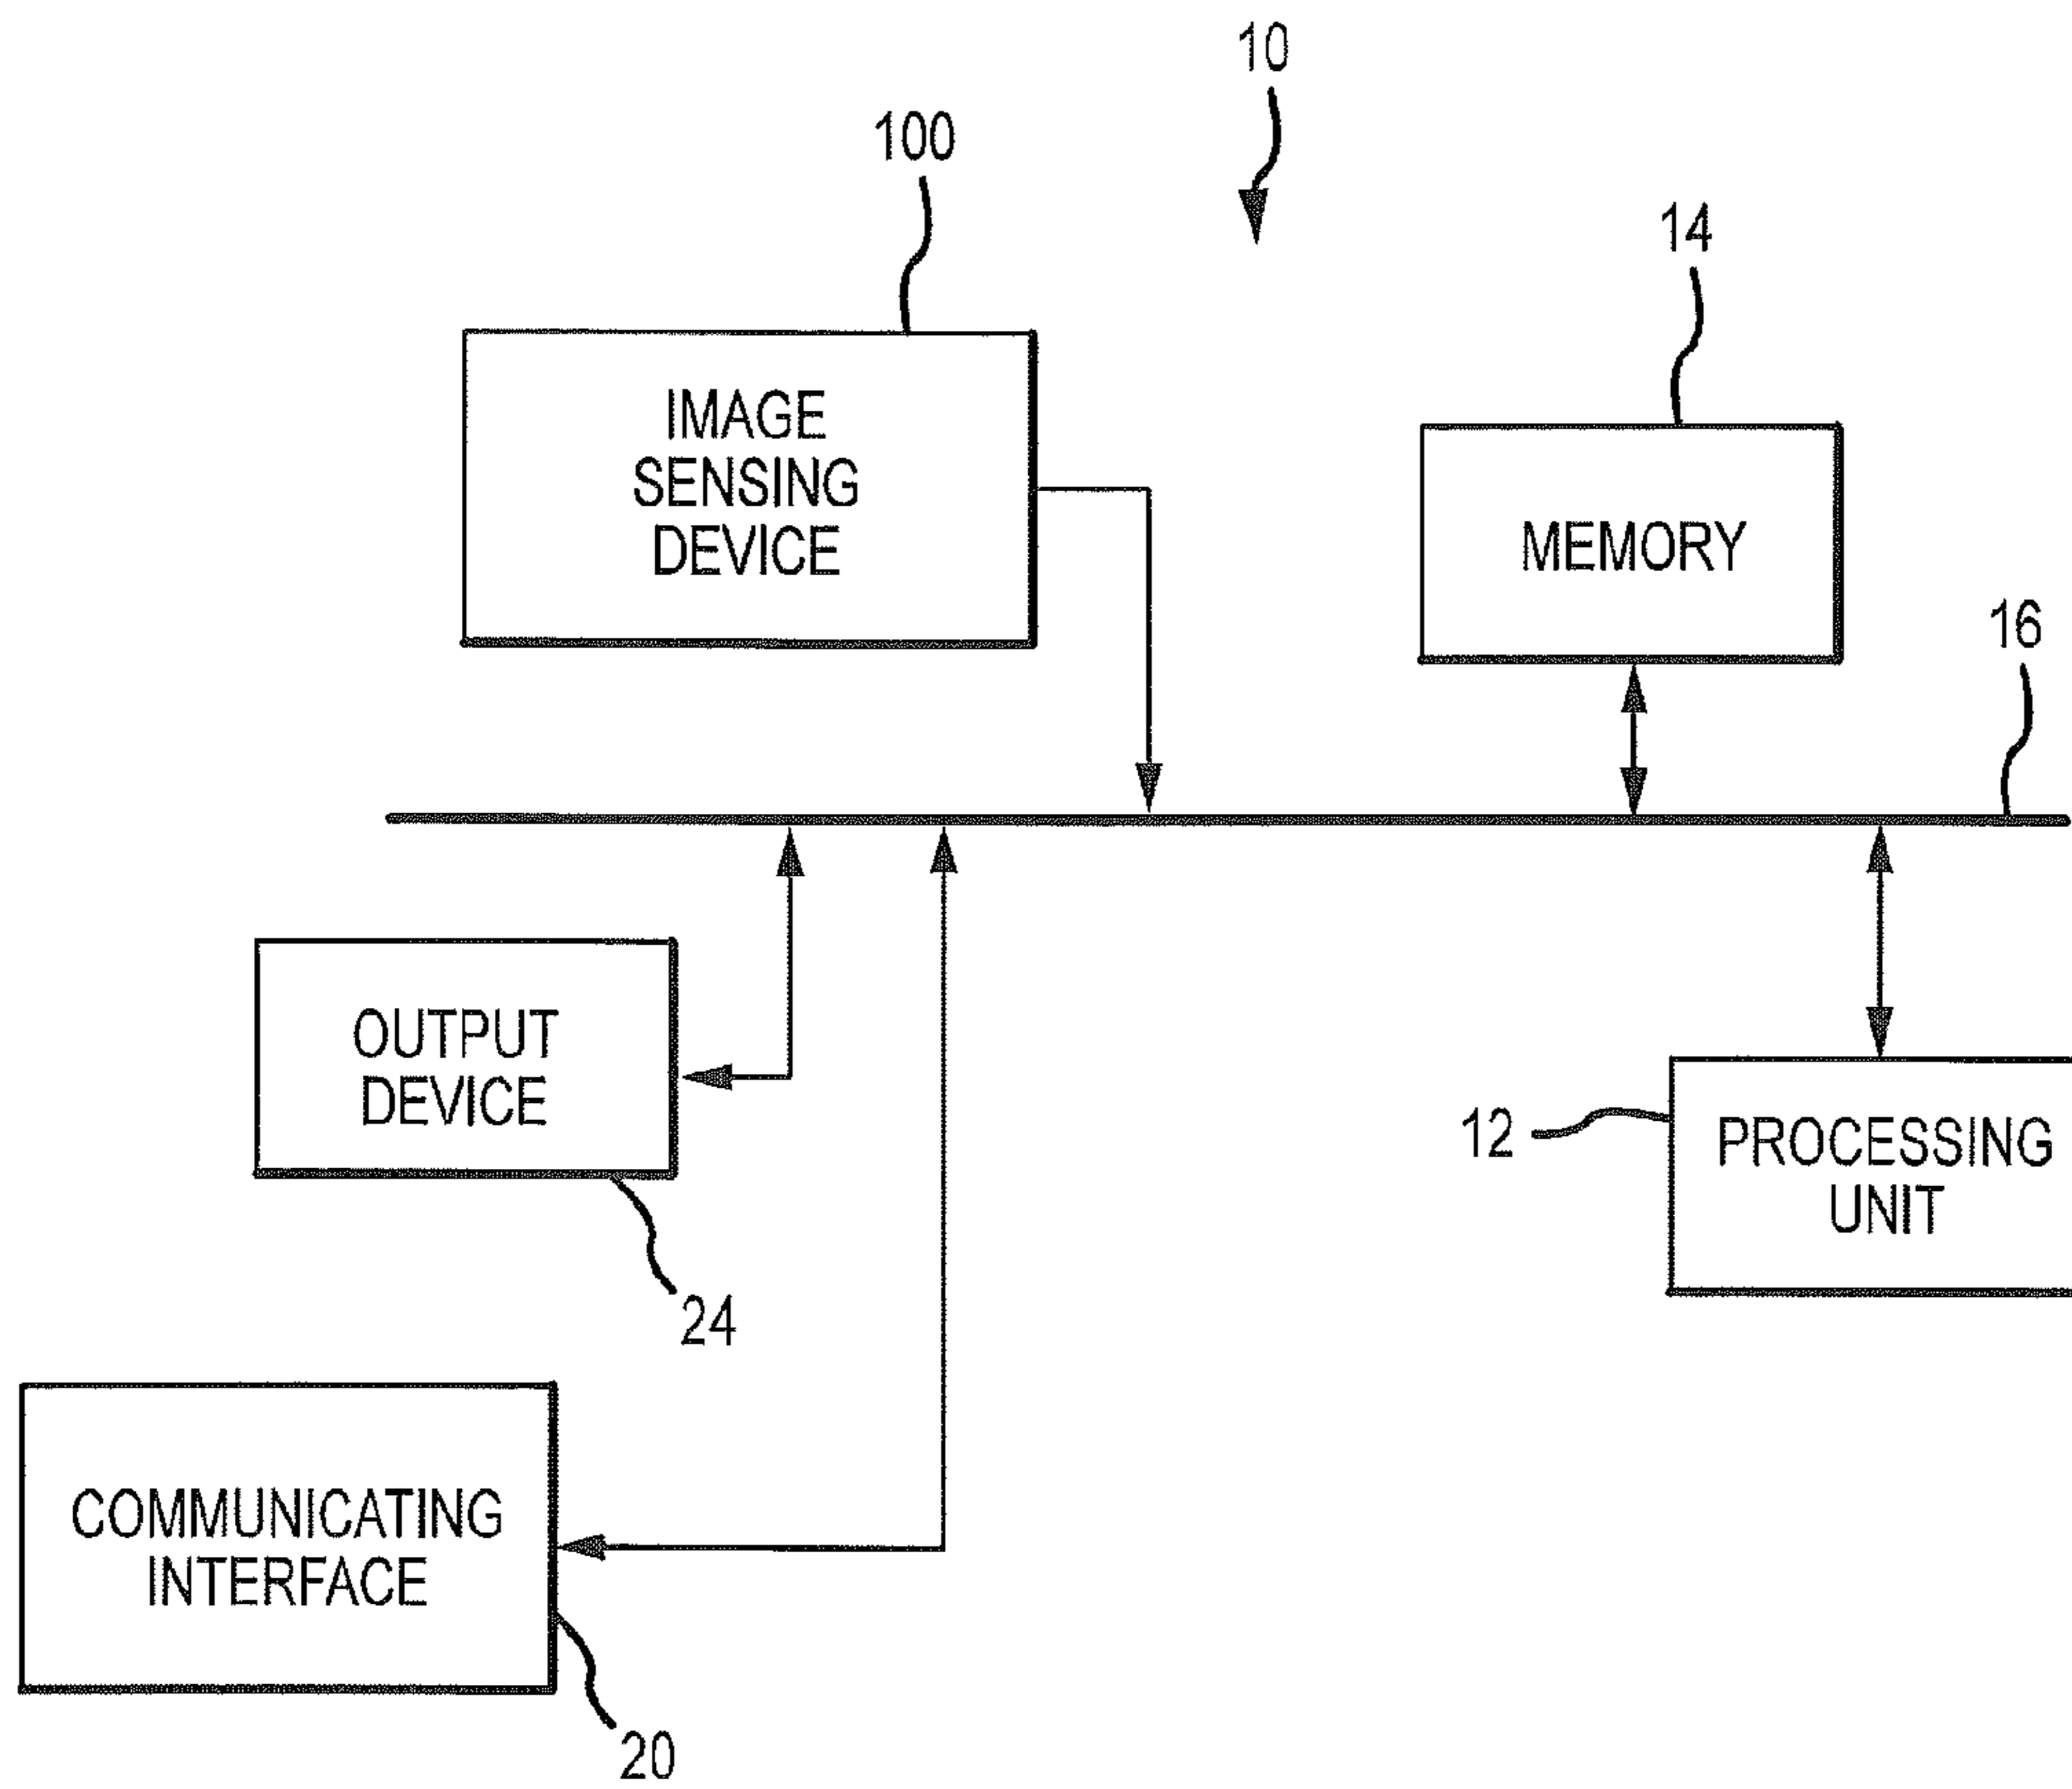 10
100
14
IMAGE
SENSING
DEVICE
MEMORY
16
OUTPUT
DEVICE
12
PROCESSING
UNIT
24
COMMUNICATING
INTERFACE
20